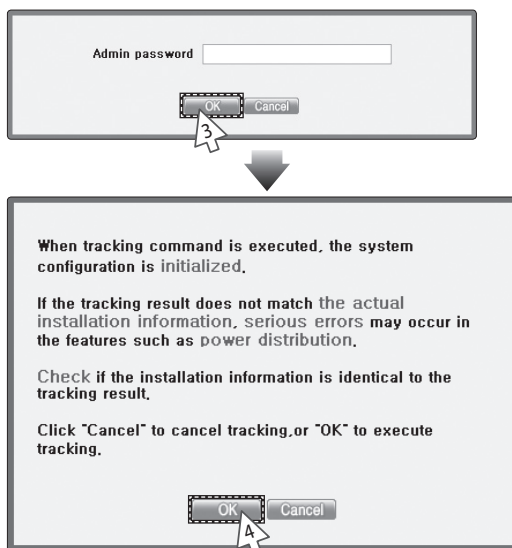 Admin password
OK Cancel
3
When tracking command is executed, the system
configuration is initialized.
If the tracking result does not match the actual
installation information, serious errors may occur in
the features such as power distribution.
Check if the installation information is identical to the
tracking result.
Click "Cancel" to cancel tracking,or "OK" to execute
tracking.
OK Cancel
4